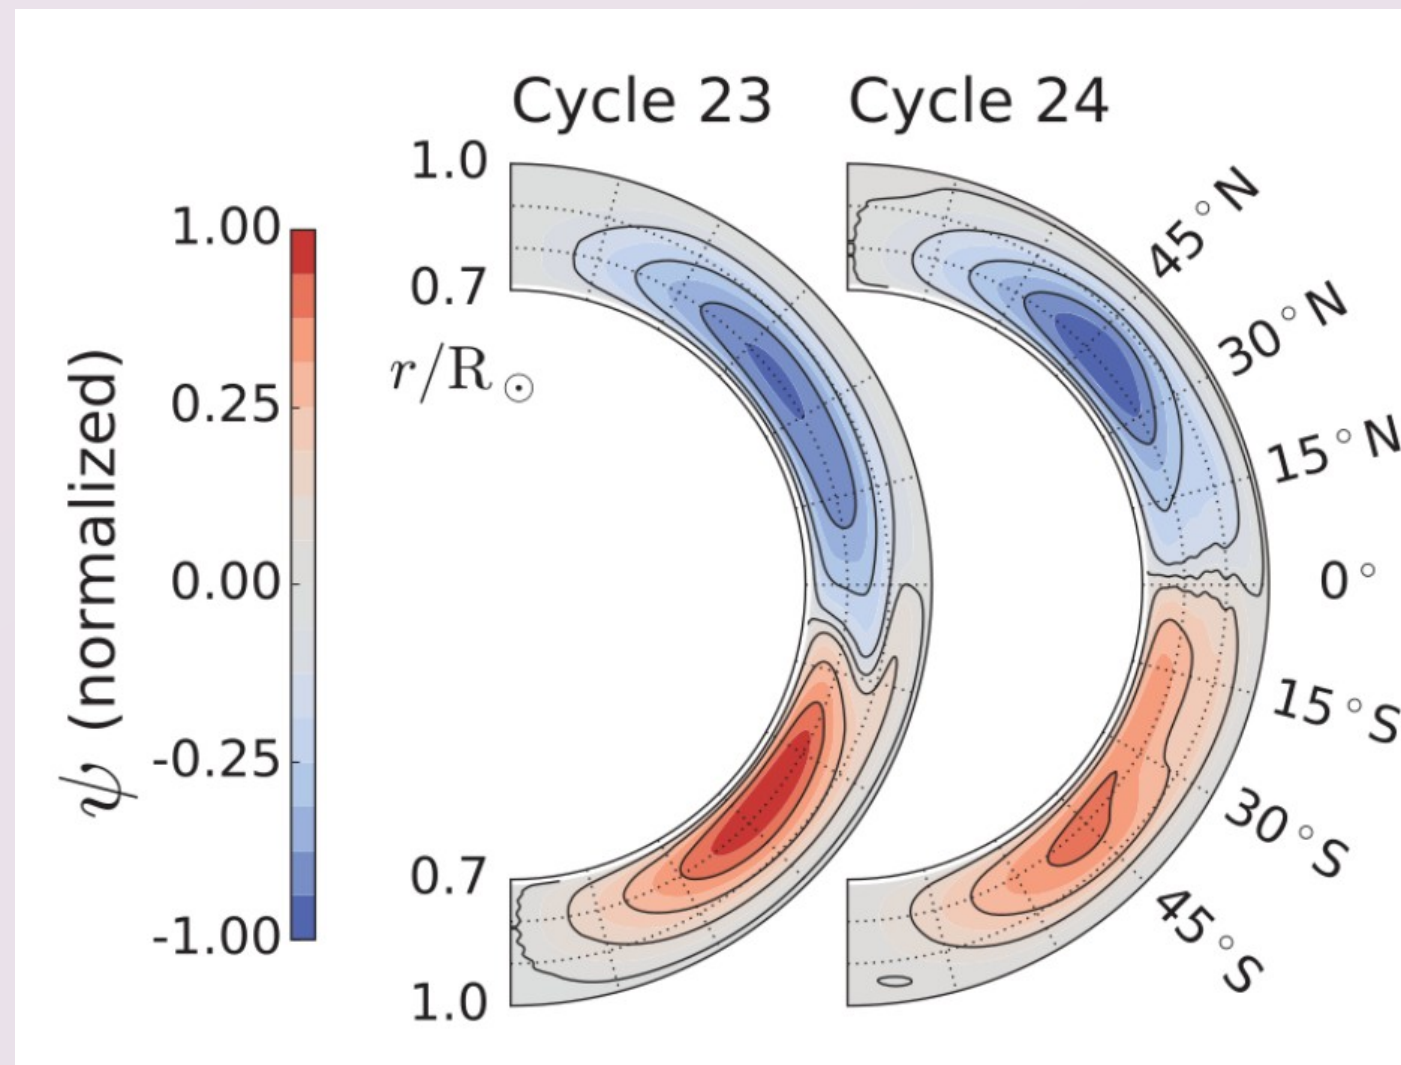 Cycle 23
Cycle 24
1.0
0.7
r/R☉
0.7
1.0
1.00
0.25
0.00
-0.25
-1.00
ψ (normalized)
45°N
30°N
15°N
0°
15°S
30°S
45°S